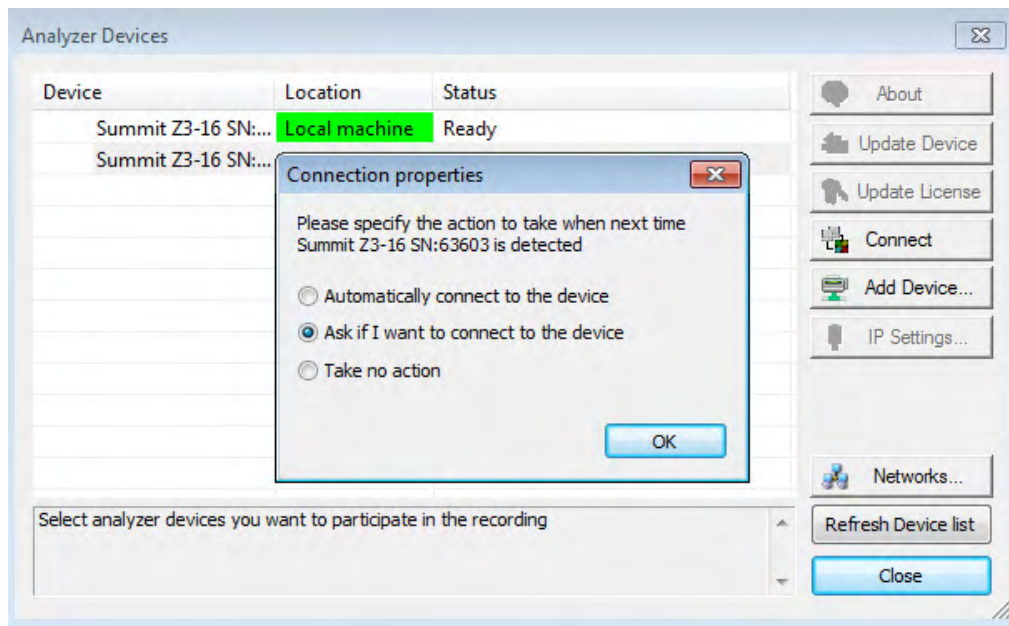 Analyzer Devices
Device Location Status
Summit Z3-16 SN:... Local machine Ready
Summit Z3-16 SN:...
Connection properties
Please specify the action to take when next time
Summit Z3-16 SN:63603 is detected
Automatically connect to the device
Ask if I want to connect to the device
Take no action
OK
About
Update Device
Update License
Connect
Add Device...
IP Settings...
Networks...
Refresh Device list
Close
Select analyzer devices you want to participate in the recording